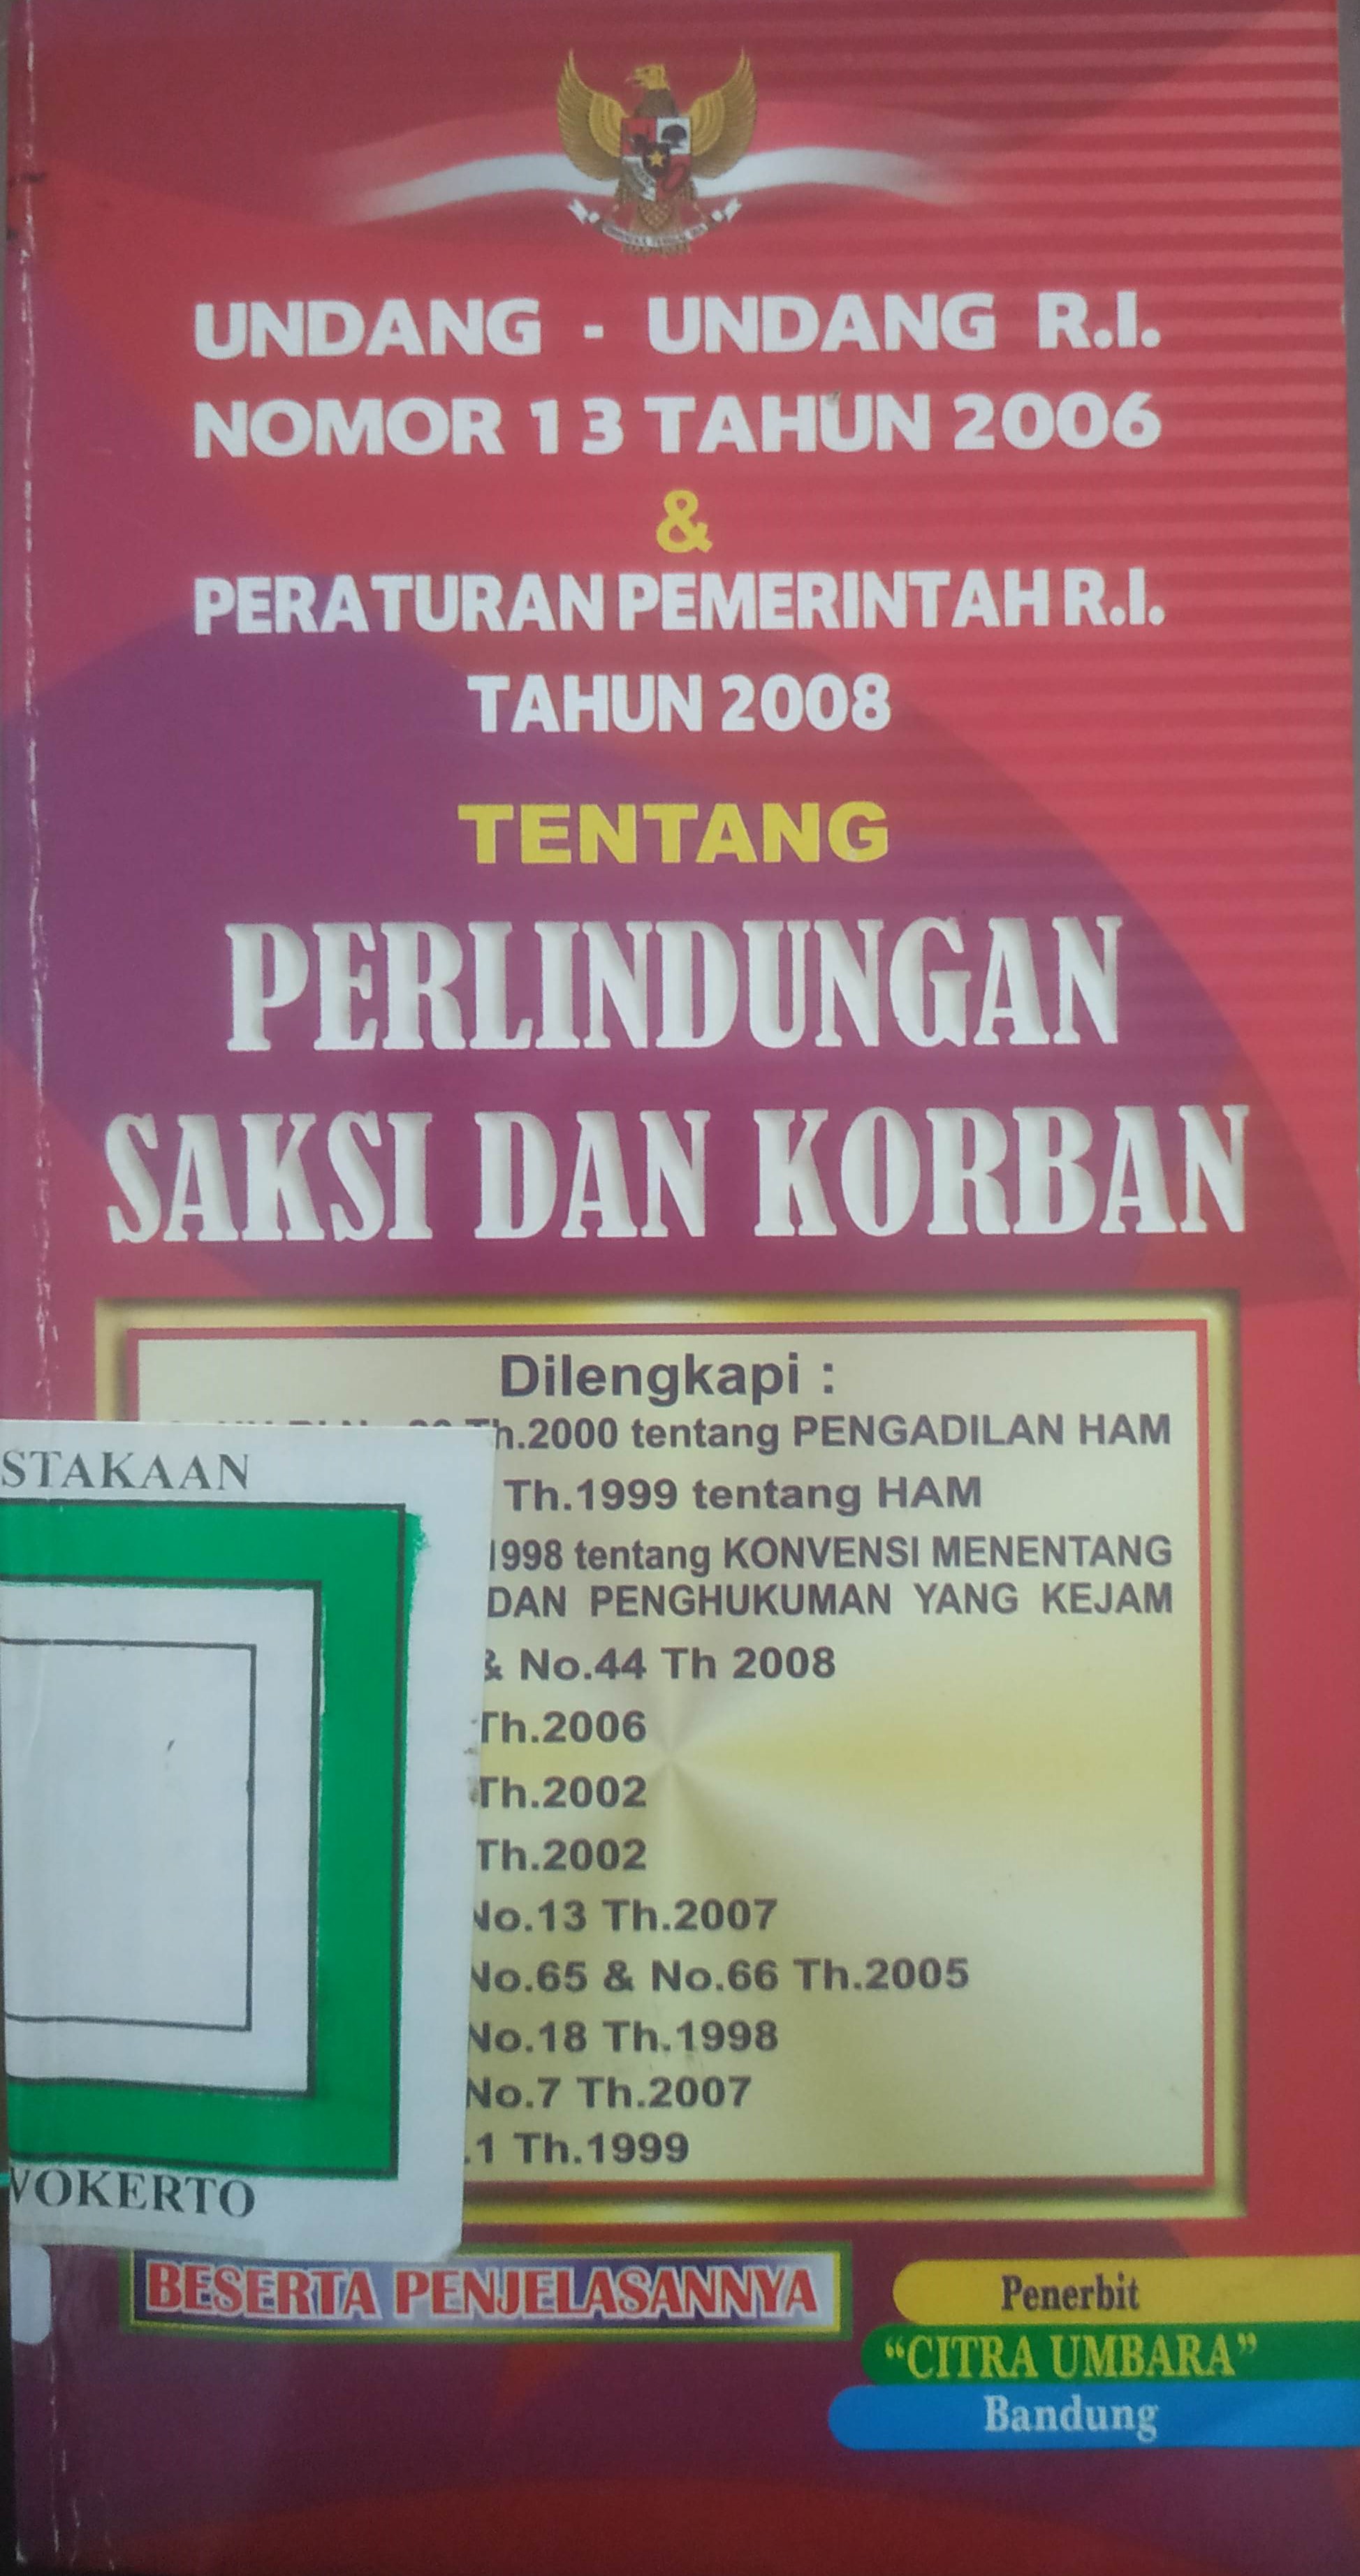 UNDANG - UNDANG R.I.
NOMOR 13 TAHUN 2006
&
PERATURAN PEMERINTAH R.I.
TAHUN 2008
TENTANG
PERLINDUNGAN
SAKSI DAN KORBAN
Dilengkapi :
Th.2000 tentang PENGADILAN HAM
Th.1999 tentang HAM
1998 tentang KONVENSI MENENTANG
DAN PENGHUKUMAN YANG KEJAM
& No.44 Th 2008
Th.2006
Th.2002
Th.2002
No.13 Th.2007
No.65 & No.66 Th.2005
No.18 Th.1998
No.7 Th.2007
.1 Th.1999
STAKAAN
WOKERTO
BESERTA PENJELASANNYA
Penerbit
“CITRA UMBARA”
Bandung